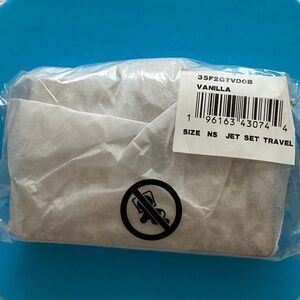 35F2GTVD0B
VANILLA
1 96163 43074 4
SIZE NS JET SET TRAVEL